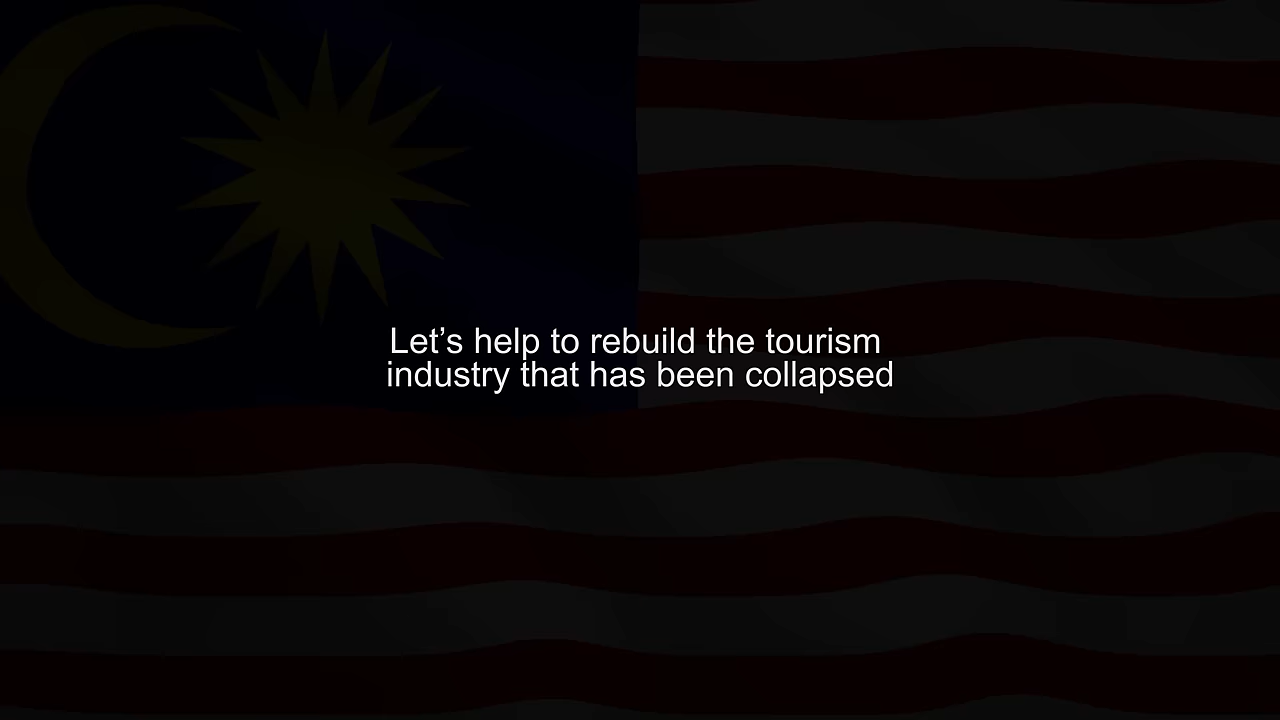 Let’s help to rebuild the tourism
industry that has been collapsed